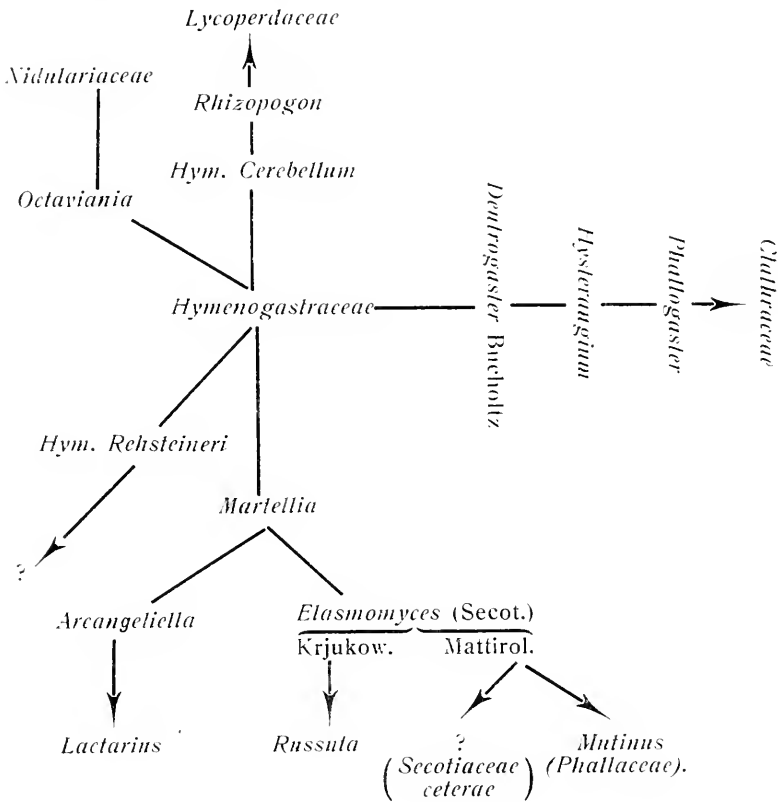 Lycoperdaceae
Nidulariaceae
Rhizopogon
Hym. Cerebellum
Octaviania
Hymenogastraceae
Dentrogaster Bucholtz
Hysterangium
Phallogaster
Clathraceae
Hym. Rehsteineri
Martellia
?
Arcangeliella
Elasmomyces (Secot.)
Krjukow. Mattirol.
Lactarius
Russula
?
(Secotiaceae
ceterae)
Mutinus
(Phallaceae).